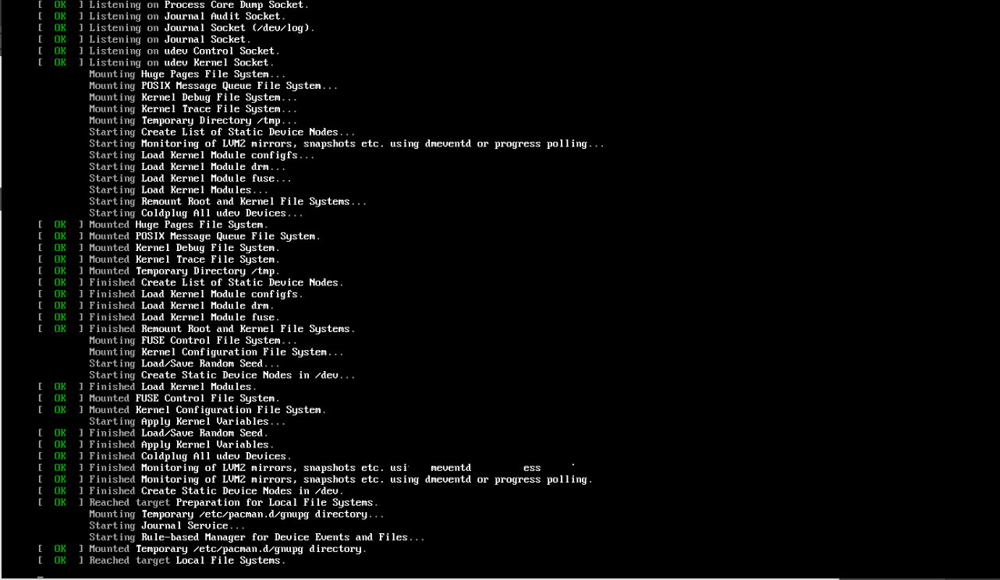 [  OK  ] Listening on Process Core Dump Socket.
[  OK  ] Listening on Journal Audit Socket.
[  OK  ] Listening on Journal Socket (/dev/log).
[  OK  ] Listening on Journal Socket.
[  OK  ] Listening on udev Control Socket.
[  OK  ] Listening on udev Kernel Socket.
Mounting Huge Pages File System...
Mounting POSIX Message Queue File System...
Mounting Kernel Debug File System...
Mounting Kernel Trace File System...
Mounting Temporary Directory /tmp...
Starting Create List of Static Device Nodes...
Starting Monitoring of LVM2 mirrors, snapshots etc. using dmeventd or progress polling...
Starting Load Kernel Module configfs...
Starting Load Kernel Module drm...
Starting Load Kernel Module fuse...
Starting Load Kernel Modules...
Starting Remount Root and Kernel File Systems...
Starting Coldplug All udev Devices...
[  OK  ] Mounted Huge Pages File System.
[  OK  ] Mounted POSIX Message Queue File System.
[  OK  ] Mounted Kernel Debug File System.
[  OK  ] Mounted Kernel Trace File System.
[  OK  ] Mounted Temporary Directory /tmp.
[  OK  ] Finished Create List of Static Device Nodes.
[  OK  ] Finished Load Kernel Module configfs.
[  OK  ] Finished Load Kernel Module drm.
[  OK  ] Finished Load Kernel Module fuse.
[  OK  ] Finished Remount Root and Kernel File Systems.
Mounting FUSE Control File System...
Mounting Kernel Configuration File System...
Starting Load/Save Random Seed...
Starting Create Static Device Nodes in /dev...
[  OK  ] Finished Load Kernel Modules.
[  OK  ] Mounted FUSE Control File System.
[  OK  ] Mounted Kernel Configuration File System.
Starting Apply Kernel Variables...
[  OK  ] Finished Load/Save Random Seed.
[  OK  ] Finished Apply Kernel Variables.
[  OK  ] Finished Coldplug All udev Devices.
[  OK  ] Finished Monitoring of LVM2 mirrors, snapshots etc. usi meventd ess
[  OK  ] Finished Monitoring of LVM2 mirrors, snapshots etc. using dmeventd or progress polling.
[  OK  ] Finished Create Static Device Nodes in /dev.
[  OK  ] Reached target Preparation for Local File Systems.
Mounting Temporary /etc/pacman.d/gnupg directory...
Starting Journal Service...
Starting Rule-based Manager for Device Events and Files...
[  OK  ] Mounted Temporary /etc/pacman.d/gnupg directory.
[  OK  ] Reached target Local File Systems.